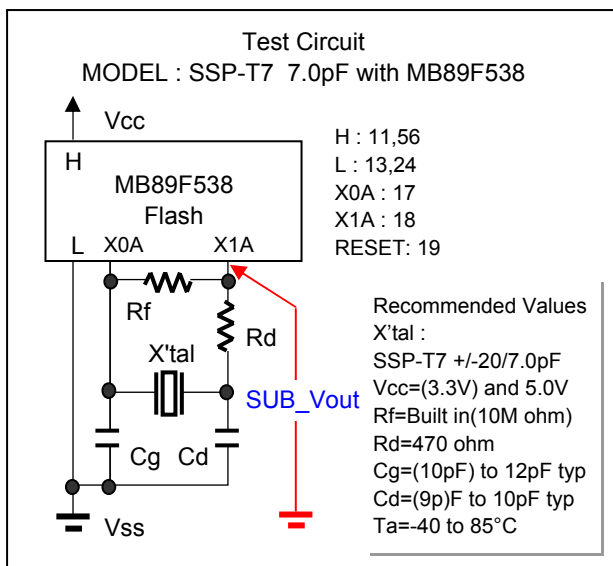 Test Circuit
MODEL : SSP-T7  7.0pF with MB89F538
Vcc
H
MB89F538
Flash
L X0A X1A
H : 11,56
L : 13,24
X0A : 17
X1A : 18
RESET: 19
Rf
Rd
X'tal
SUB_Vout
Cg Cd
Vss
Recommended Values
X'tal :
SSP-T7 +/-20/7.0pF
Vcc=(3.3V) and 5.0V
Rf=Built in(10M ohm)
Rd=470 ohm
Cg=(10pF) to 12pF typ
Cd=(9p)F to 10pF typ
Ta=-40 to 85°C